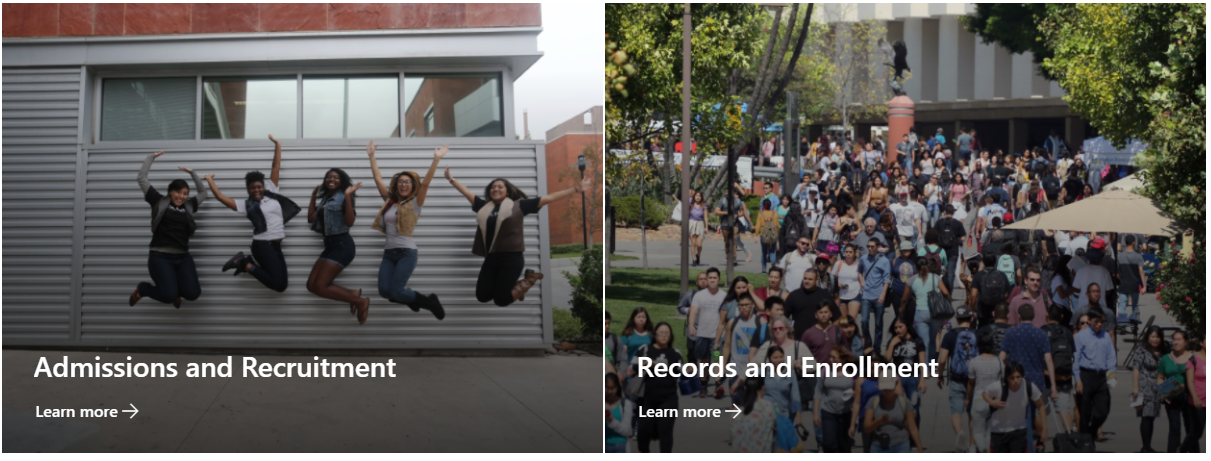 Admissions and Recruitment
Learn more
Records and Enrollment
Learn more